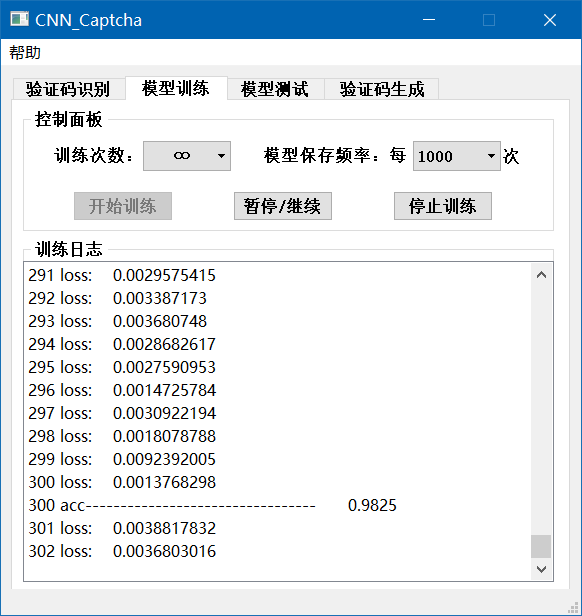 CNN_Captcha
帮助
验证码识别 模型训练 模型测试 验证码生成
控制面板
训练次数： ∞ 模型保存频率：每 1000 次
开始训练 暂停/继续 停止训练
训练日志
291 loss: 0.0029575415
292 loss: 0.003387173
293 loss: 0.003680748
294 loss: 0.0028682617
295 loss: 0.0027590953
296 loss: 0.0014725784
297 loss: 0.0030922194
298 loss: 0.0018078788
299 loss: 0.0092392005
300 loss: 0.0013768298
300 acc--------------------------------- 0.9825
301 loss: 0.0038817832
302 loss: 0.0036803016